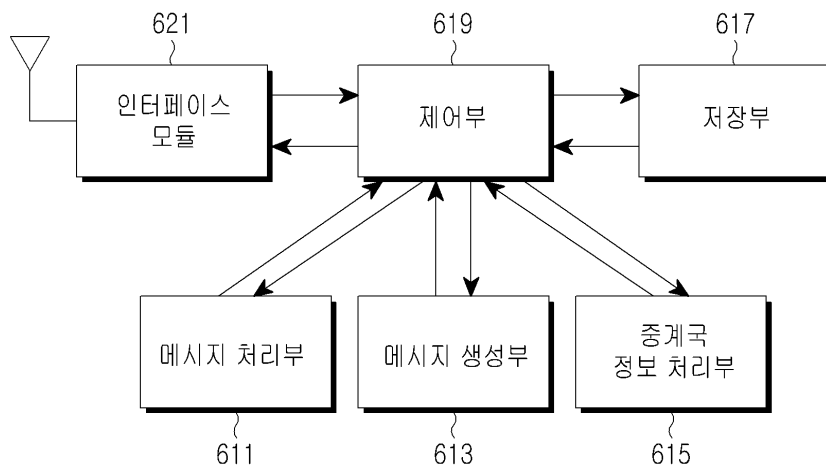 621
619
617
인터페이스
모듈
제어부
저장부
메시지 처리부
메시지 생성부
중계국
정보 처리부
611
613
615